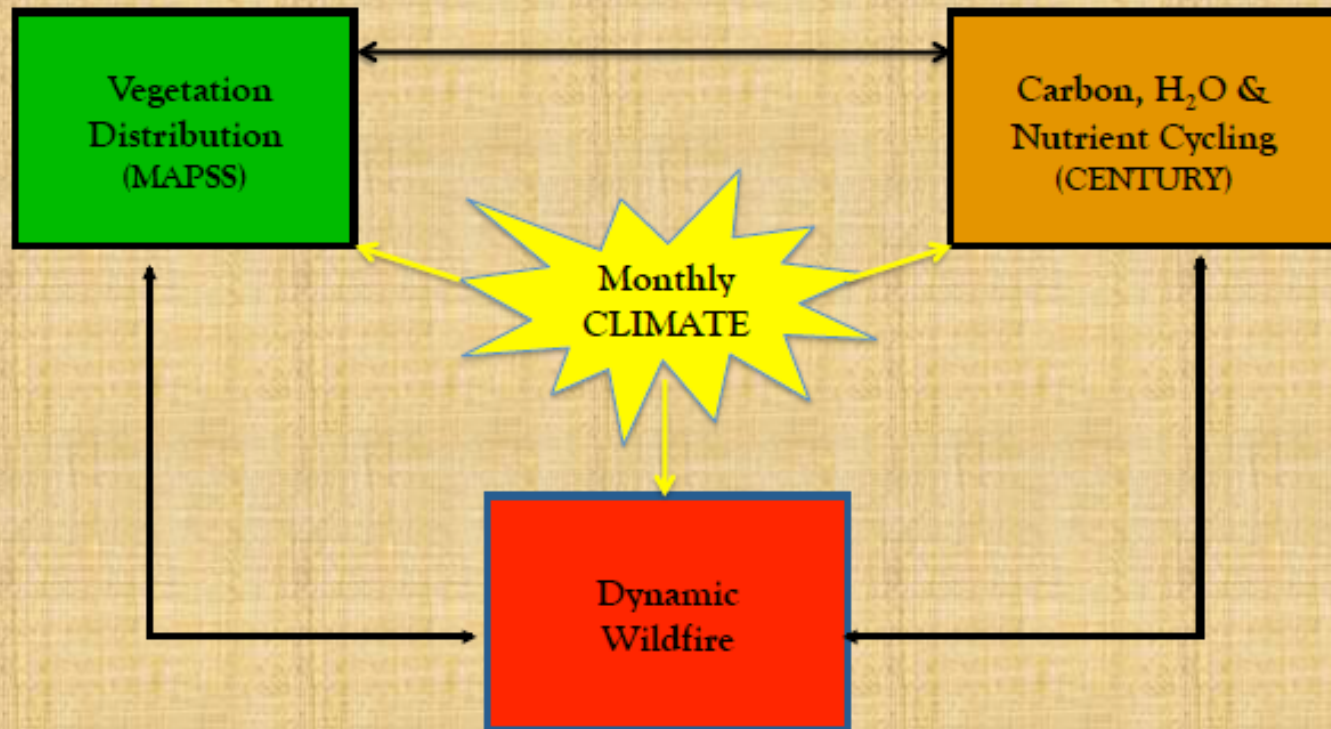 Vegetation
Distribution
(MAPSS)
Carbon, H₂O &
Nutrient Cycling
(CENTURY)
Monthly
CLIMATE
Dynamic
Wildfire